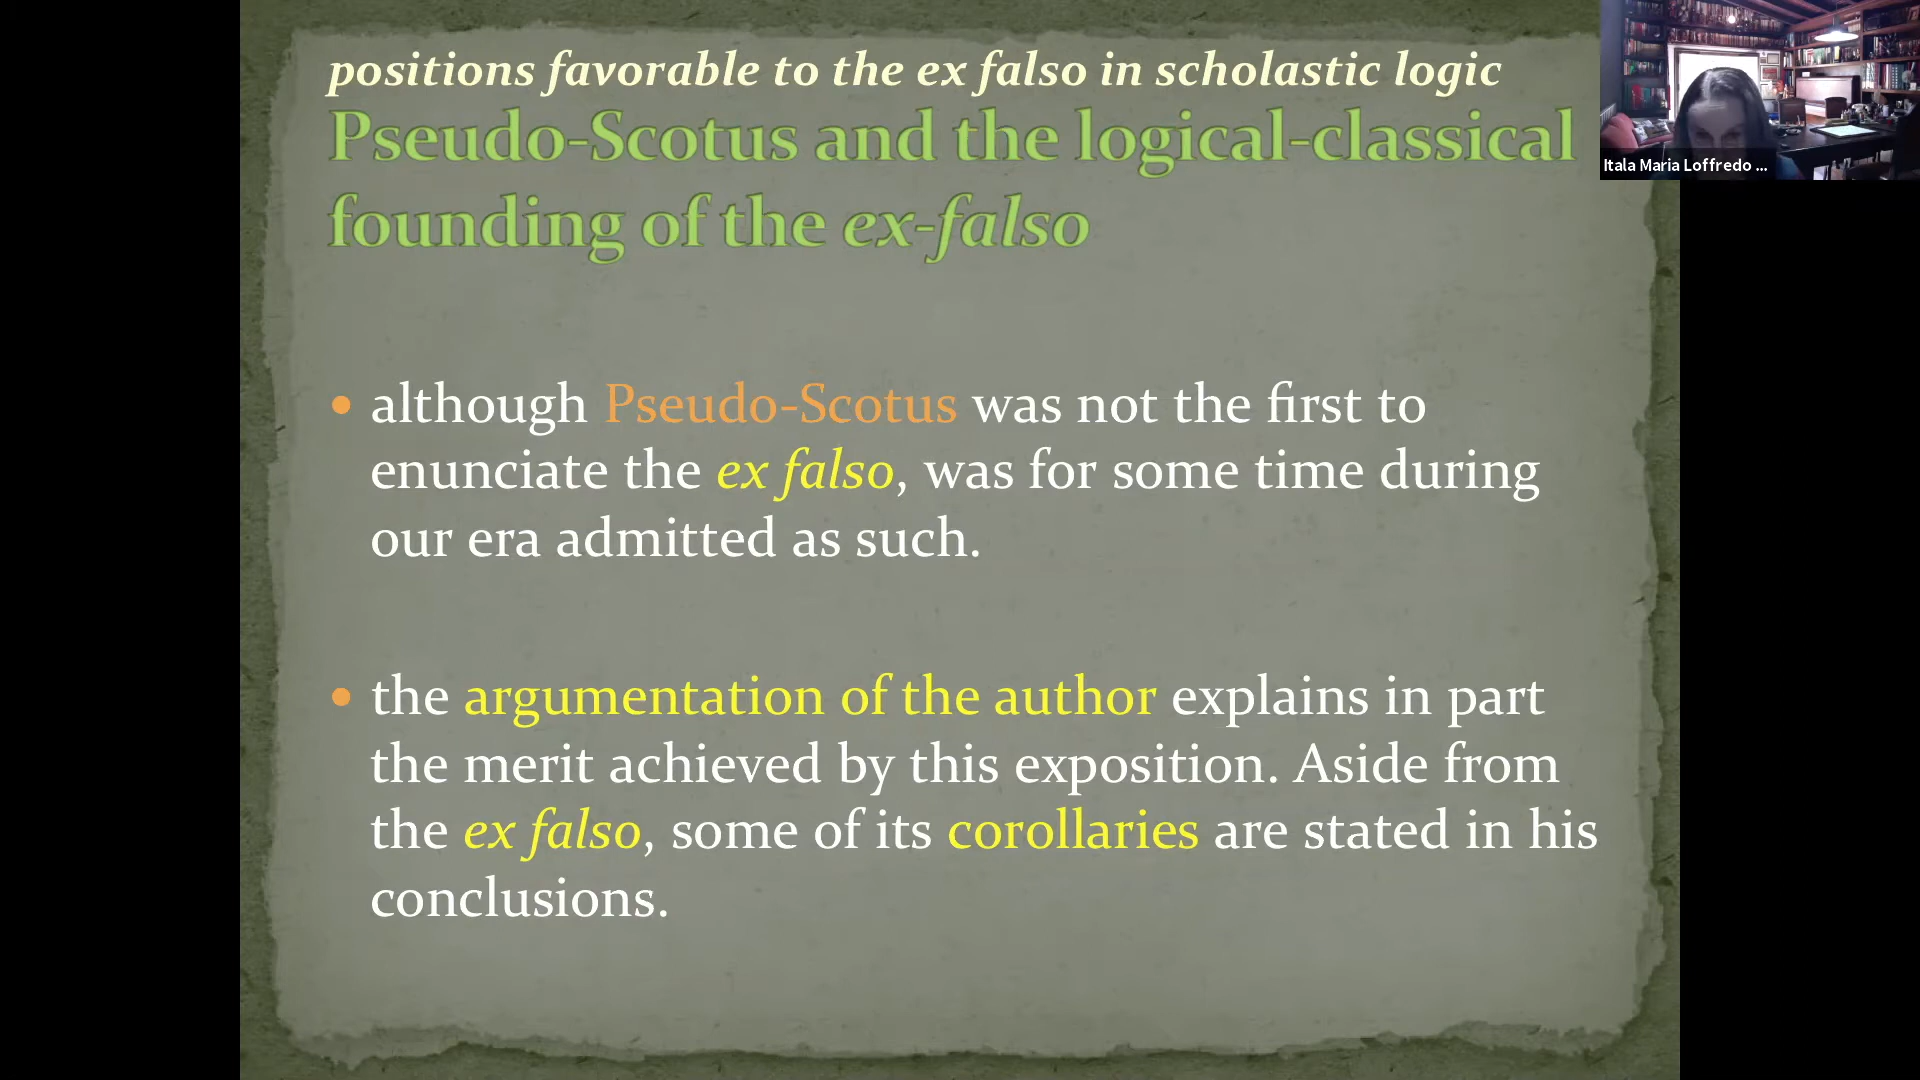 positions favorable to the ex falso in scholastic logic
Pseudo-Scotus and the logical-classical
founding of the ex-falso
• although Pseudo-Scotus was not the first to
enunciate the ex falso, was for some time during
our era admitted as such.
• the argumentation of the author explains in part
the merit achieved by this exposition. Aside from
the ex falso, some of its corollaries are stated in his
conclusions.
Itala Maria Loffredo ...